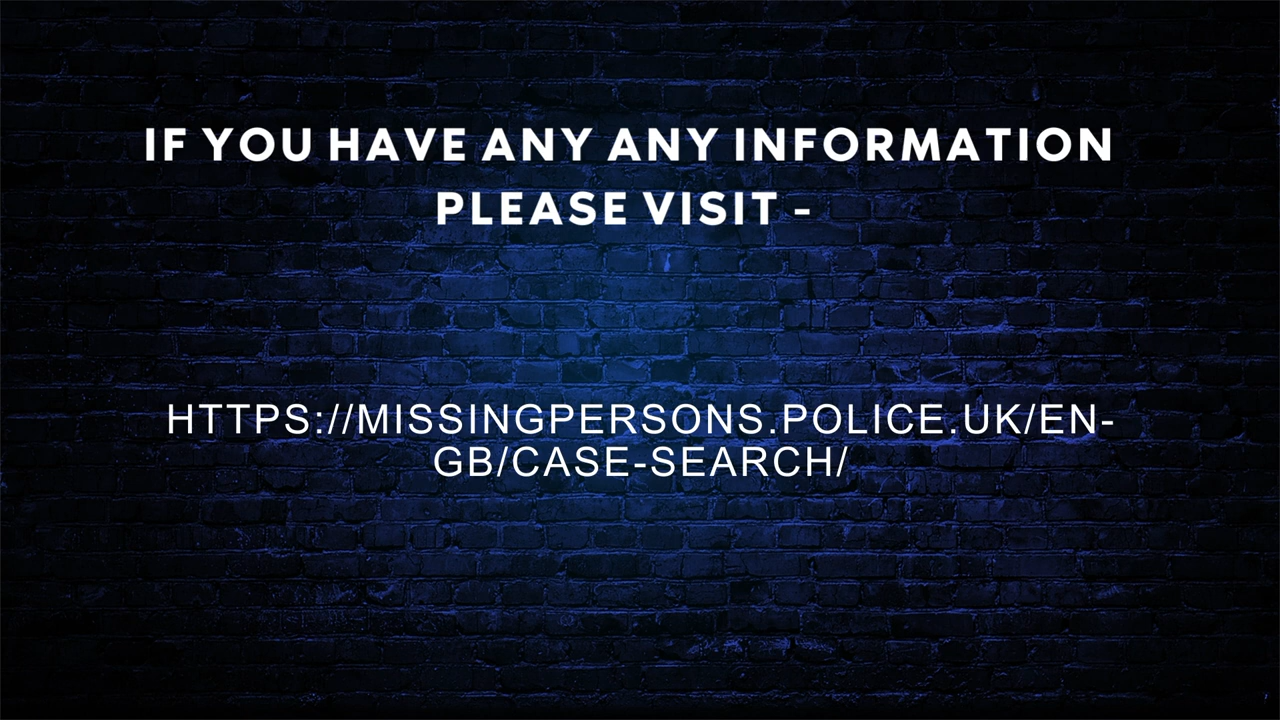 IF YOU HAVE ANY ANY INFORMATION
PLEASE VISIT -
HTTPS://MISSINGPERSONS.POLICE.UK/EN-
GB/CASE-SEARCH/